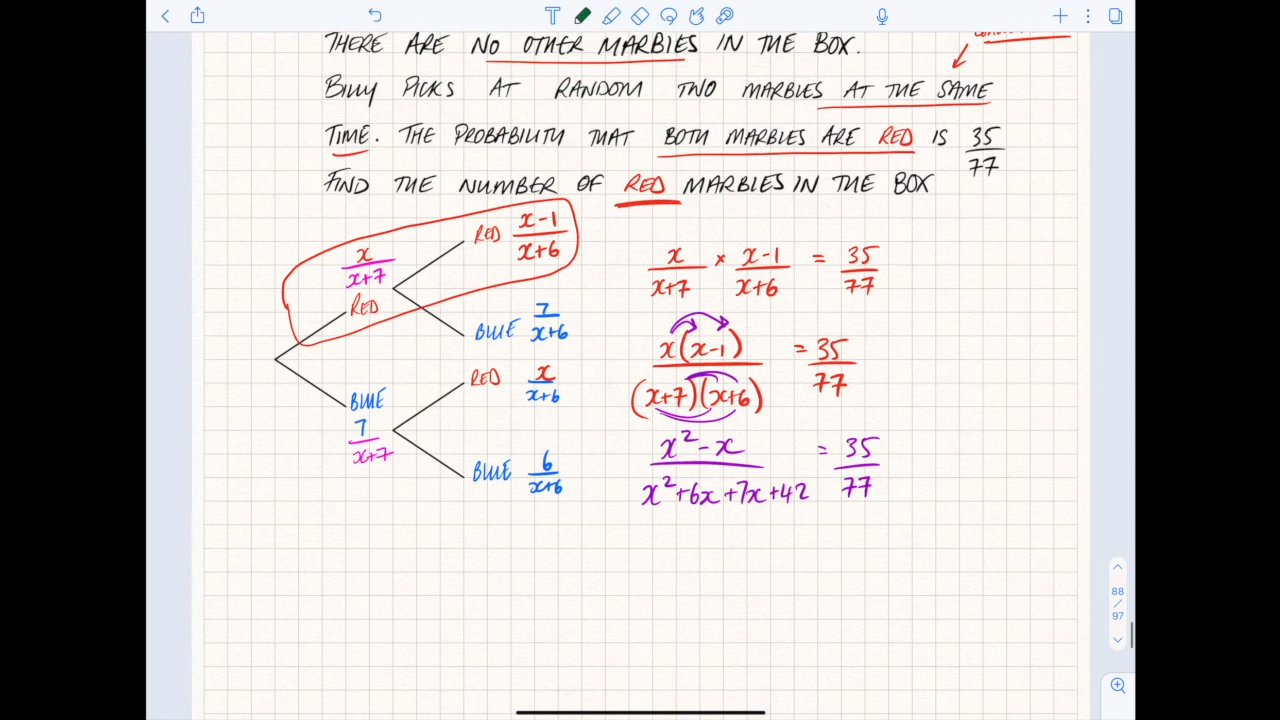 THERE ARE NO OTHER MARBLES IN THE BOX.
BILLY PICKS AT RANDOM TWO MARBLES AT THE SAME
TIME. THE PROBABILITY THAT BOTH MARBLES ARE RED IS 35/77
FIND THE NUMBER OF RED MARBLES IN THE BOX
x/(x+7)
RED
RED (x-1)/(x+6)
BLUE 7/(x+6)
BLUE
7/(x+7)
RED x/(x+6)
BLUE 6/(x+6)
x/(x+7) × (x-1)/(x+6) = 35/77
x(x-1)/(x+7)(x+6) = 35/77
x²-x/x²+6x+7x+42 = 35/77
T
88
/
97